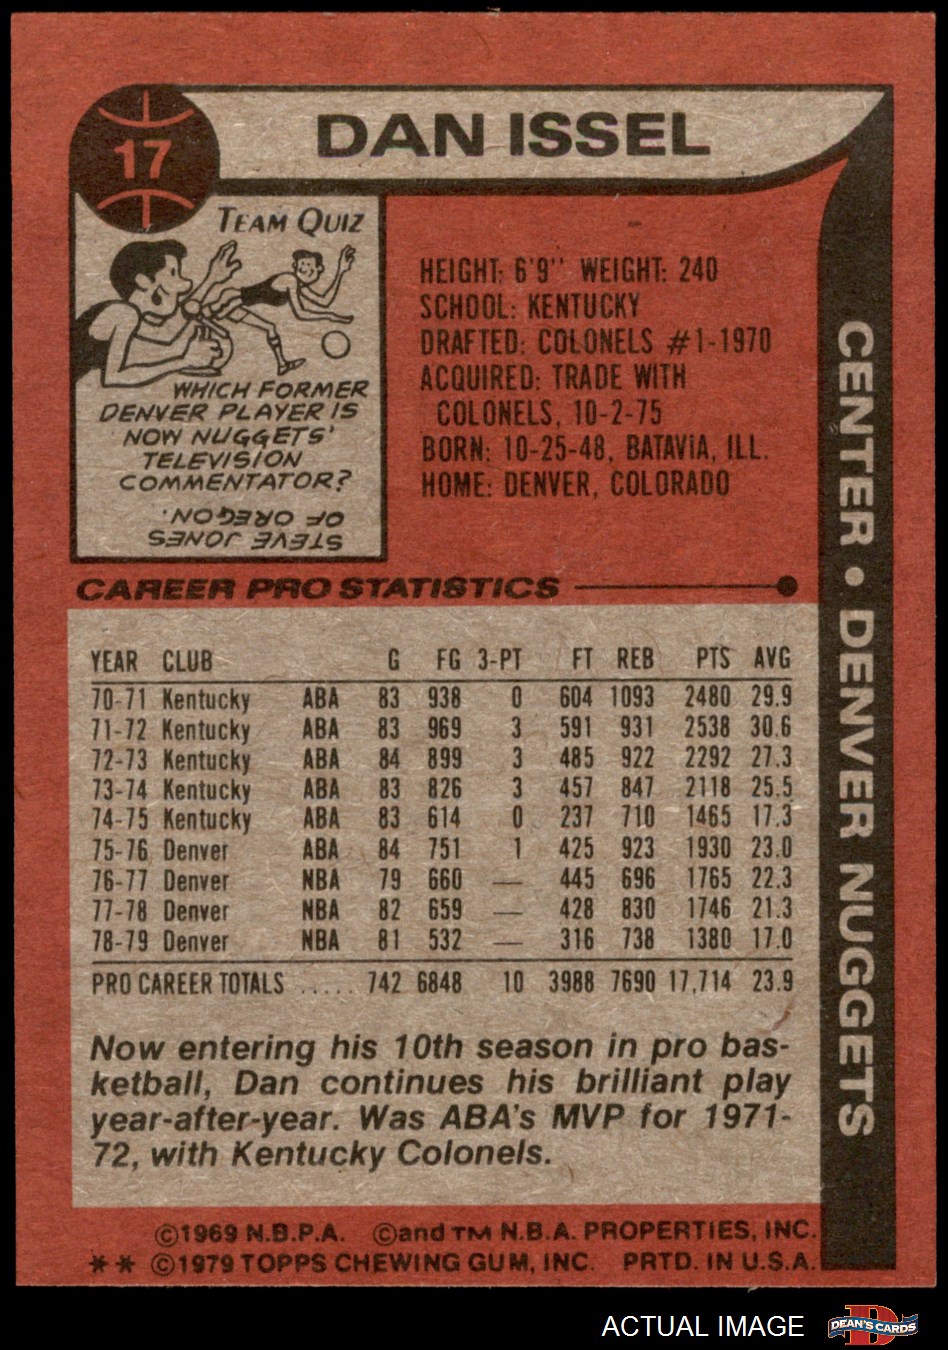 17
DAN ISSEL
TEAM QUIZ
WHICH FORMER
DENVER PLAYER IS
NOW NUGGETS'
TELEVISION
COMMENTATOR?
STEVE JONES
OF OREGON.
HEIGHT: 6'9" WEIGHT: 240
SCHOOL: KENTUCKY
DRAFTED: COLONELS #1-1970
ACQUIRED: TRADE WITH
COLONELS, 10-2-75
BORN: 10-25-48, BATAVIA, ILL.
HOME: DENVER, COLORADO
CENTER • DENVER NUGGETS
CAREER PRO STATISTICS
YEAR CLUB G FG 3-PT FT REB PTS AVG
70-71 Kentucky ABA 83 938 0 604 1093 2480 29.9
71-72 Kentucky ABA 83 969 3 591 931 2538 30.6
72-73 Kentucky ABA 84 899 3 485 922 2292 27.3
73-74 Kentucky ABA 83 826 3 457 847 2118 25.5
74-75 Kentucky ABA 83 614 0 237 710 1465 17.3
75-76 Denver ABA 84 751 1 425 923 1930 23.0
76-77 Denver NBA 79 660 — 445 696 1765 22.3
77-78 Denver NBA 82 659 — 428 830 1746 21.3
78-79 Denver NBA 81 532 — 316 738 1380 17.0
PRO CAREER TOTALS ..... 742 6848 10 3988 7690 17,714 23.9
Now entering his 10th season in pro bas-
ketball, Dan continues his brilliant play
year-after-year. Was ABA's MVP for 1971-
72, with Kentucky Colonels.
©1969 N.B.P.A. ©and TM N.B.A. PROPERTIES, INC.
** ©1979 TOPPS CHEWING GUM, INC. PRTD. IN U.S.A.
ACTUAL IMAGE
DEAN'S CARDS